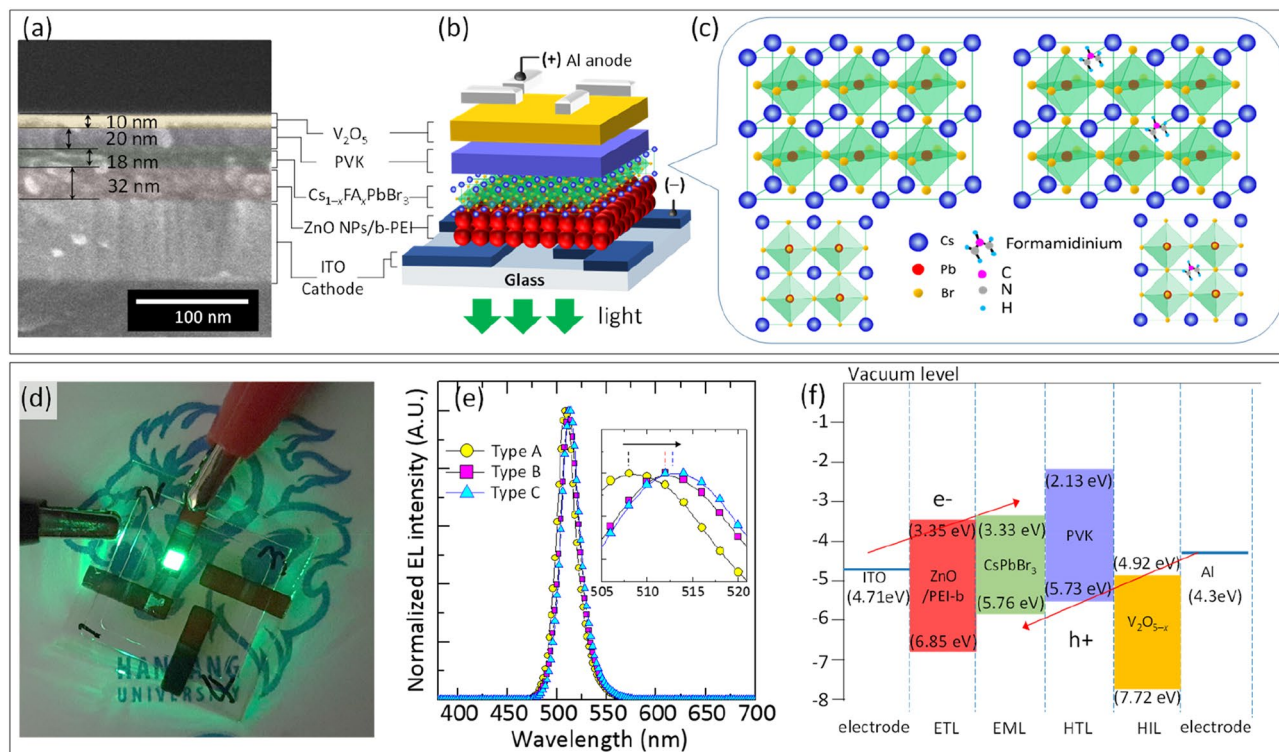 (a)
10 nm
20 nm
18 nm
32 nm
100 nm
V2O5
PVK
Cs1−xFAxPbBr3
ZnO NPs/b-PEI
ITO
Cathode
(b)
(+) Al anode
(−)
Glass
light
(c)
Cs
Formamidinium
Pb
C
Br
N
H
(d)
HANYANG
UNIVERSITY
(e)
Normalized EL intensity (A.U.)
Type A
Type B
Type C
505 510 515 520
400 450 500 550 600 650 700
Wavelength (nm)
(f)
Vacuum level
-1
-2
-3
-4
-5
-6
-7
-8
e-
h+
ITO
(4.71eV)
(3.35 eV)
ZnO
/PEI-b
(6.85 eV)
(3.33 eV)
CsPbBr3
(5.76 eV)
(2.13 eV)
PVK
(5.73 eV)
(4.92 eV)
V2O5−x
(7.72 eV)
Al
(4.3eV)
electrode ETL EML HTL HIL electrode